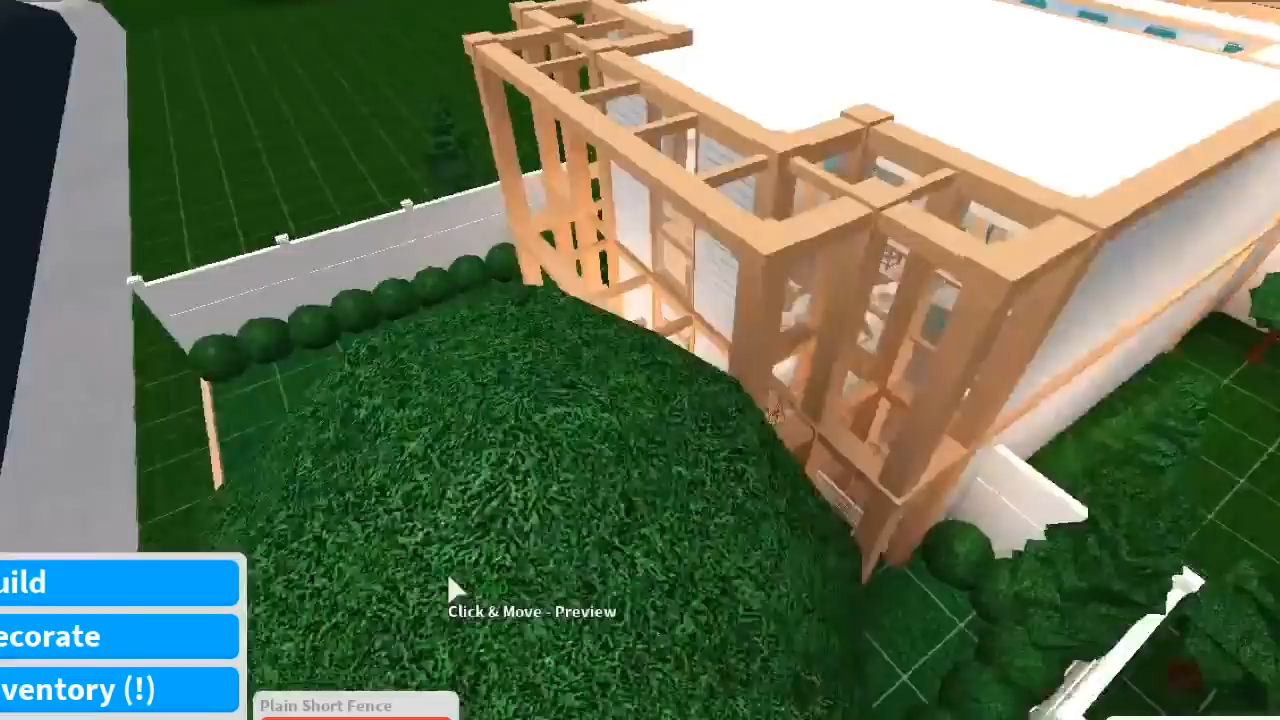 uild
ecorate
ventory (!)
Click & Move - Preview
Plain Short Fence